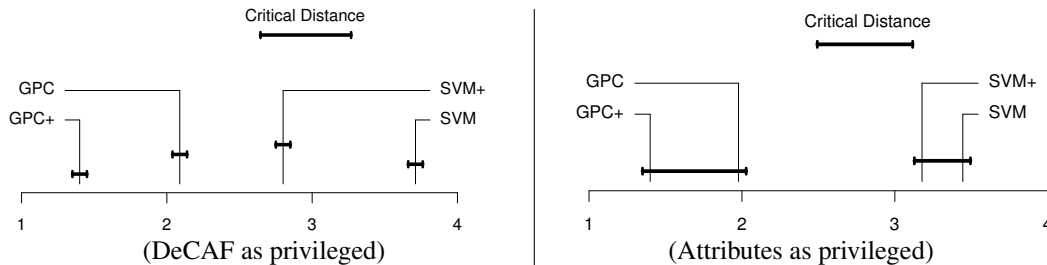 Critical Distance
GPC
SVM+
GPC+
SVM
1 2 3 4
(DeCAF as privileged)
Critical Distance
GPC
SVM+
GPC+
SVM
1 2 3 4
(Attributes as privileged)